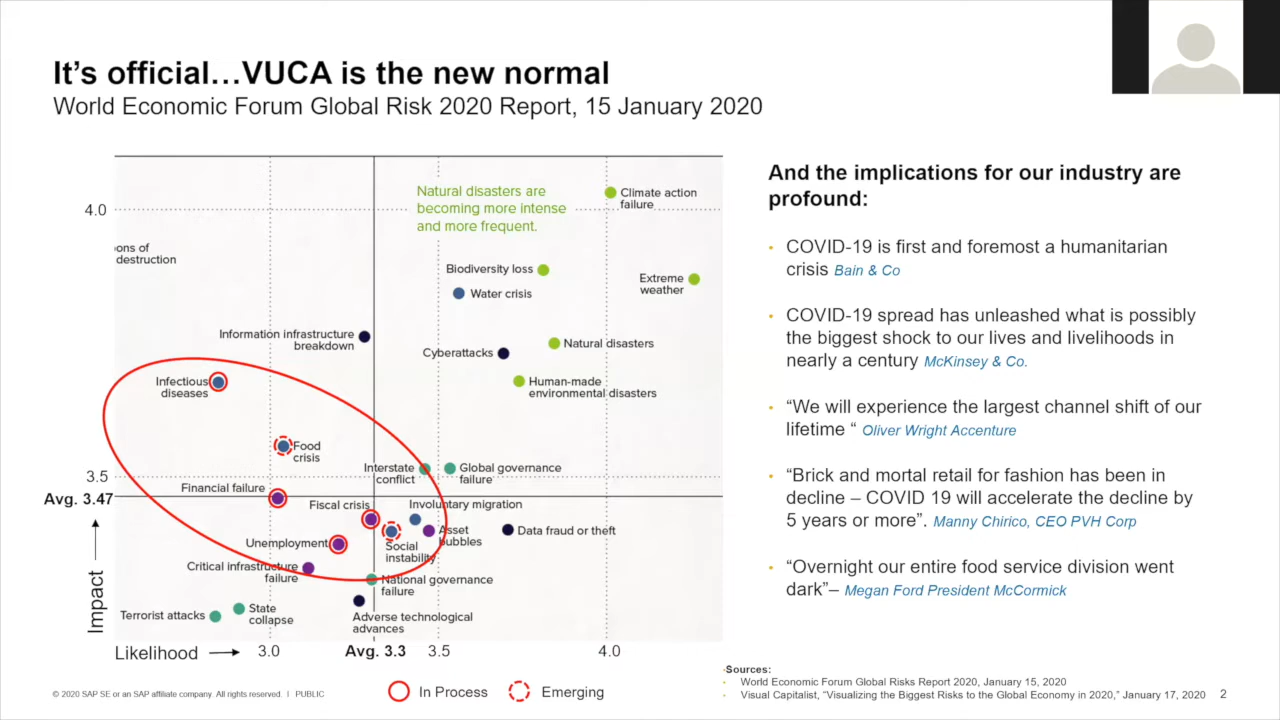 It's official…VUCA is the new normal
World Economic Forum Global Risk 2020 Report, 15 January 2020
Natural disasters are
becoming more intense
and more frequent.
Climate action
failure
4.0
ons of
destruction
Biodiversity loss
Extreme
weather
Water crisis
Information infrastructure
breakdown
Cyberattacks
Natural disasters
Infectious
diseases
Human-made
environmental disasters
Food
crisis
3.5
Interstate
conflict
Global governance
failure
Avg. 3.47
Financial failure
Fiscal crisis
Involuntary migration
Unemployment
Social
instability
Asset
bubbles
Data fraud or theft
Critical infrastructure
failure
National governance
failure
Terrorist attacks
State
collapse
Adverse technological
advances
Impact
Likelihood
3.0
Avg. 3.3
3.5
4.0
In Process
Emerging
And the implications for our industry are
profound:
• COVID-19 is first and foremost a humanitarian
crisis Bain & Co
• COVID-19 spread has unleashed what is possibly
the biggest shock to our lives and livelihoods in
nearly a century McKinsey & Co.
• “We will experience the largest channel shift of our
lifetime “ Oliver Wright Accenture
• “Brick and mortal retail for fashion has been in
decline – COVID 19 will accelerate the decline by
5 years or more”. Manny Chirico, CEO PVH Corp
• “Overnight our entire food service division went
dark”– Megan Ford President McCormick
•Sources:
• World Economic Forum Global Risks Report 2020, January 15, 2020
• Visual Capitalist, “Visualizing the Biggest Risks to the Global Economy in 2020,” January 17, 2020
© 2020 SAP SE or an SAP affiliate company. All rights reserved. | PUBLIC
2